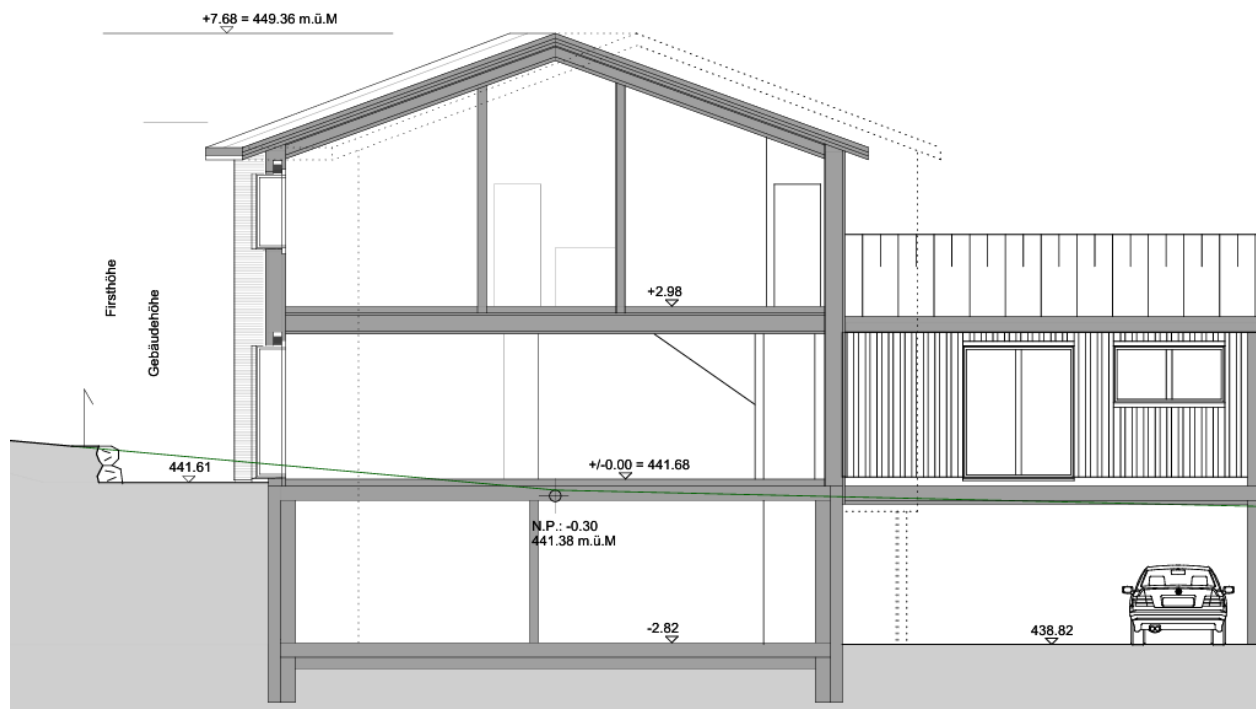 +7.68 = 449.36 m.ü.M
Firsthöhe
Gebäudehöhe
+2.98
441.61
+/-0.00 = 441.68
N.P.: -0.30
441.38 m.ü.M
-2.82
438.82